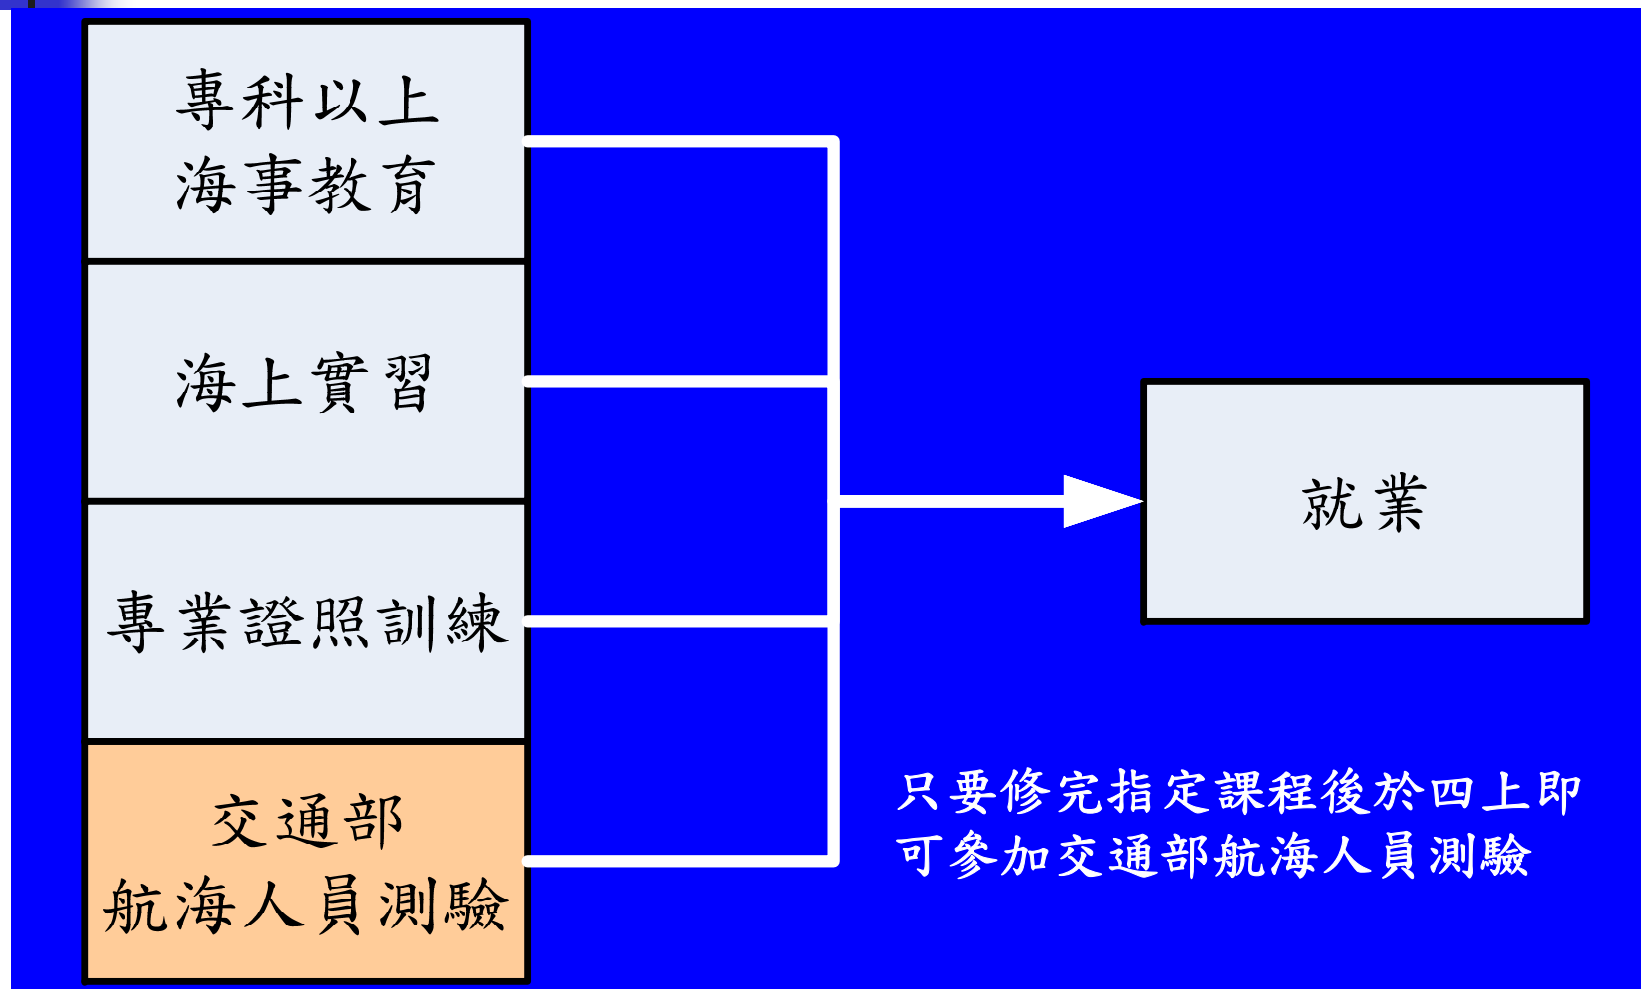 專科以上
海事教育
海上實習
專業證照訓練
交通部
航海人員測驗
就業
只要修完指定課程後於四上即
可參加交通部航海人員測驗